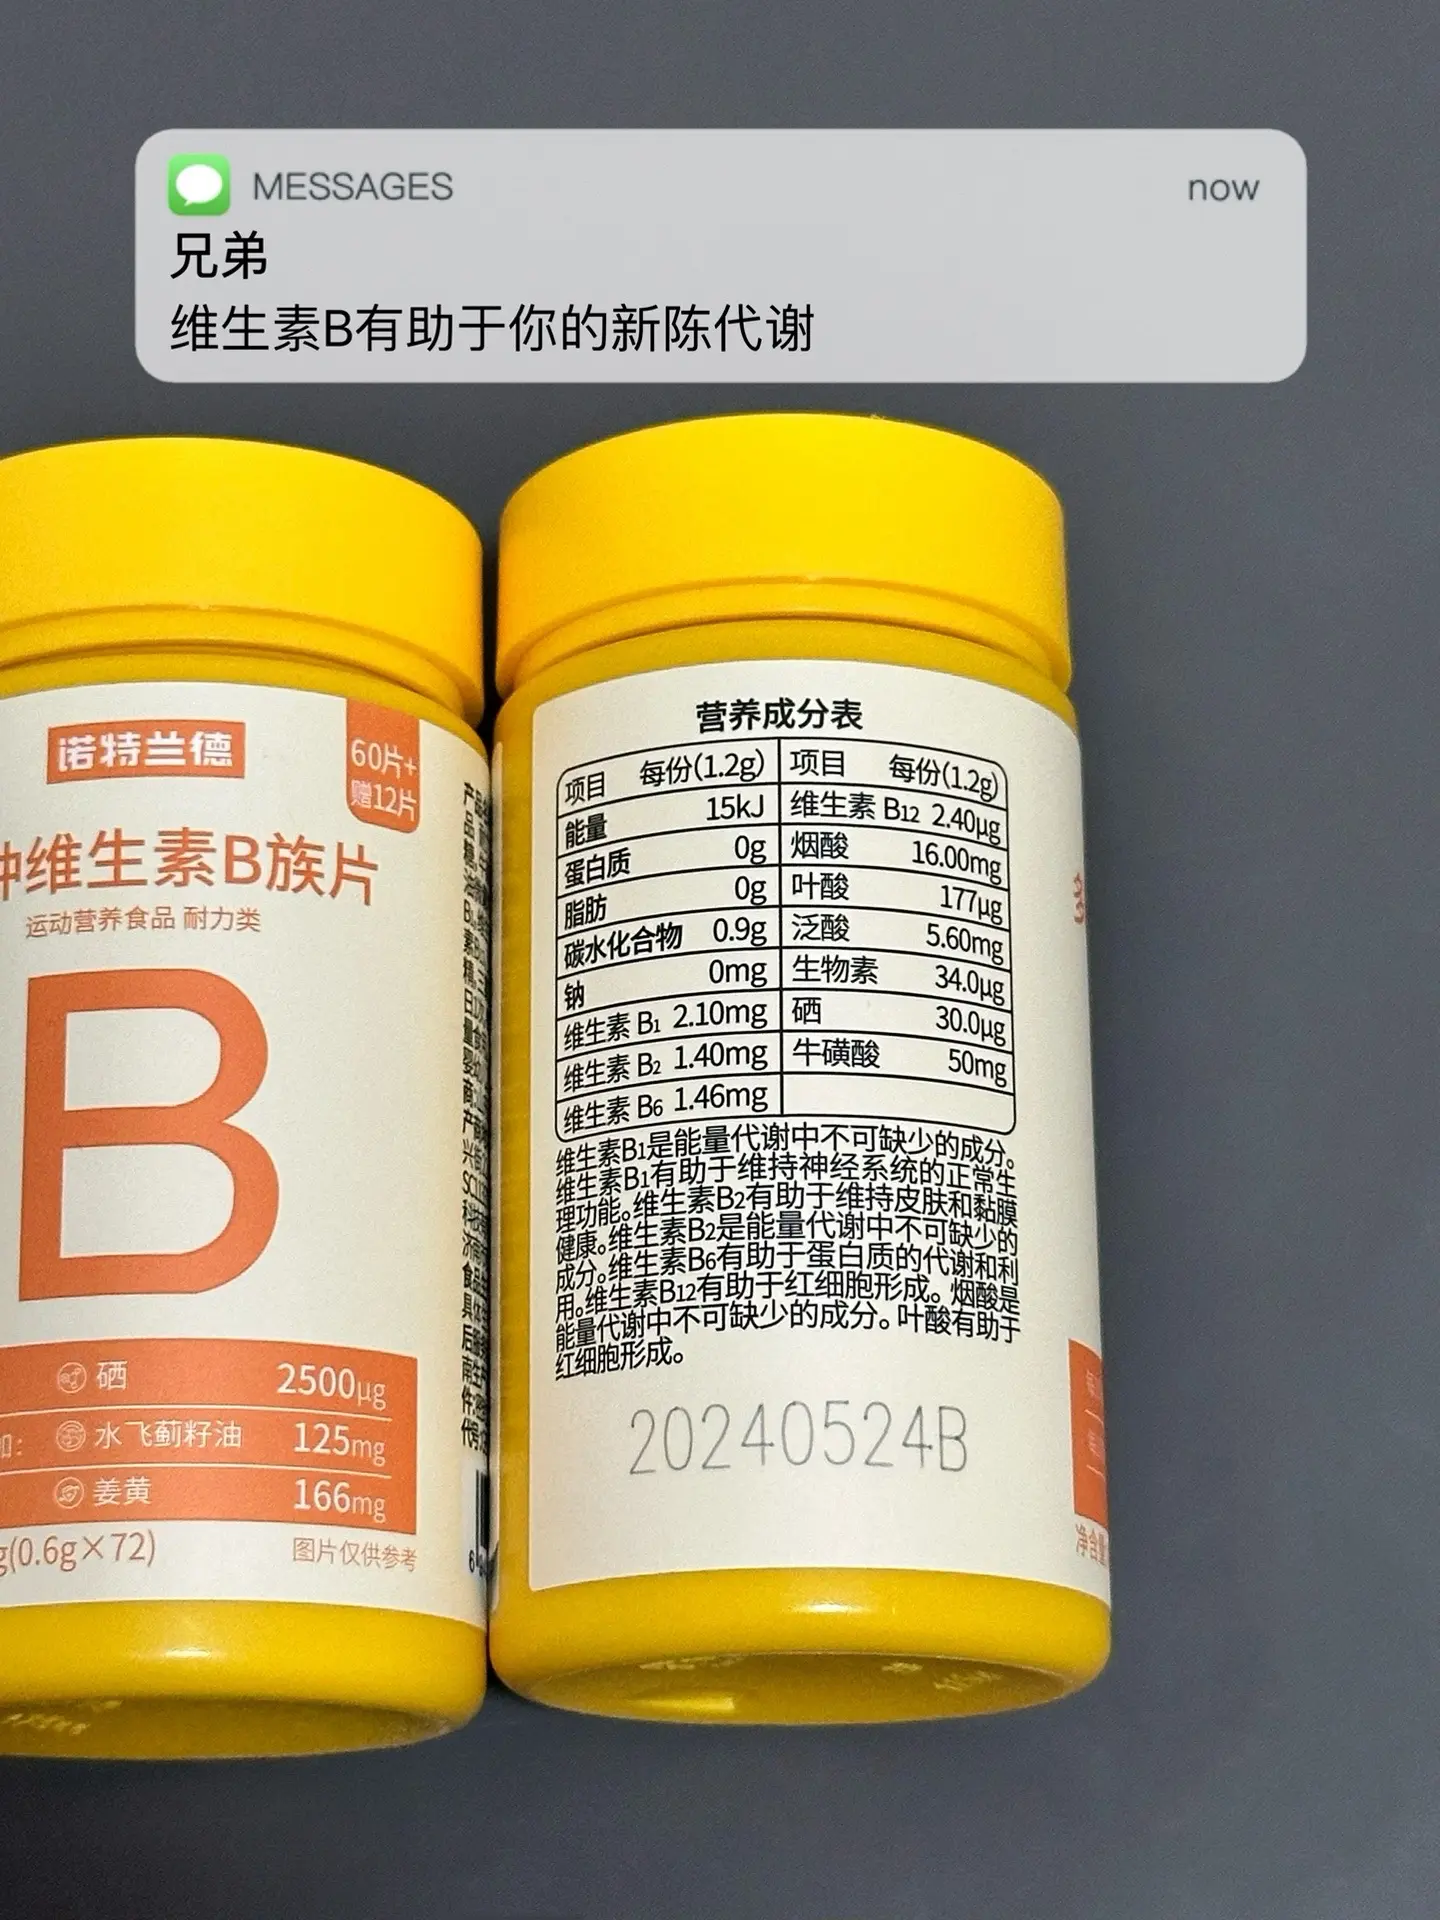 MESSAGES
now
兄弟
维生素B有助于你的新陈代谢
诺特兰德
60片+
赠12片
种维生素B族片
运动营养食品 耐力类
B
硒 2500μg
水飞蓟籽油 125mg
姜黄 166mg
g(0.6g×72)
图片仅供参考
营养成分表
项目 每份(1.2g) 项目 每份(1.2g)
能量 15kJ 维生素 B12 2.40μg
蛋白质 0g 烟酸 16.00mg
脂肪 0g 叶酸 177μg
碳水化合物 0.9g 泛酸 5.60mg
钠 0mg 生物素 34.0μg
维生素 B1 2.10mg 硒 30.0μg
维生素 B2 1.40mg 牛磺酸 50mg
维生素 B6 1.46mg
维生素B1是能量代谢中不可缺少的成分。
维生素B1有助于维持神经系统的正常生
理功能。维生素B2有助于维持皮肤和黏膜
健康。维生素B2是能量代谢中不可缺少的
成分。维生素B6有助于蛋白质的代谢和利
用。维生素B12有助于红细胞形成。烟酸是
能量代谢中不可缺少的成分。叶酸有助于
红细胞形成。
20240524B
多
净含量